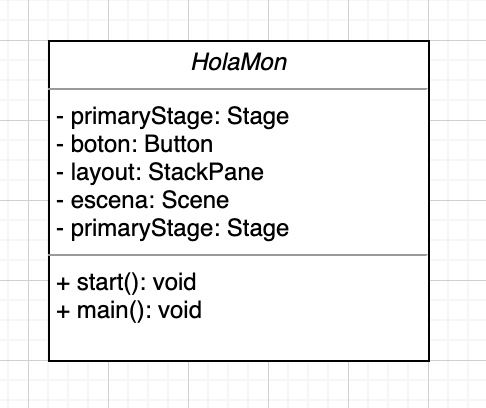 HolaMon
- primaryStage: Stage
- boton: Button
- layout: StackPane
- escena: Scene
- primaryStage: Stage
+ start(): void
+ main(): void